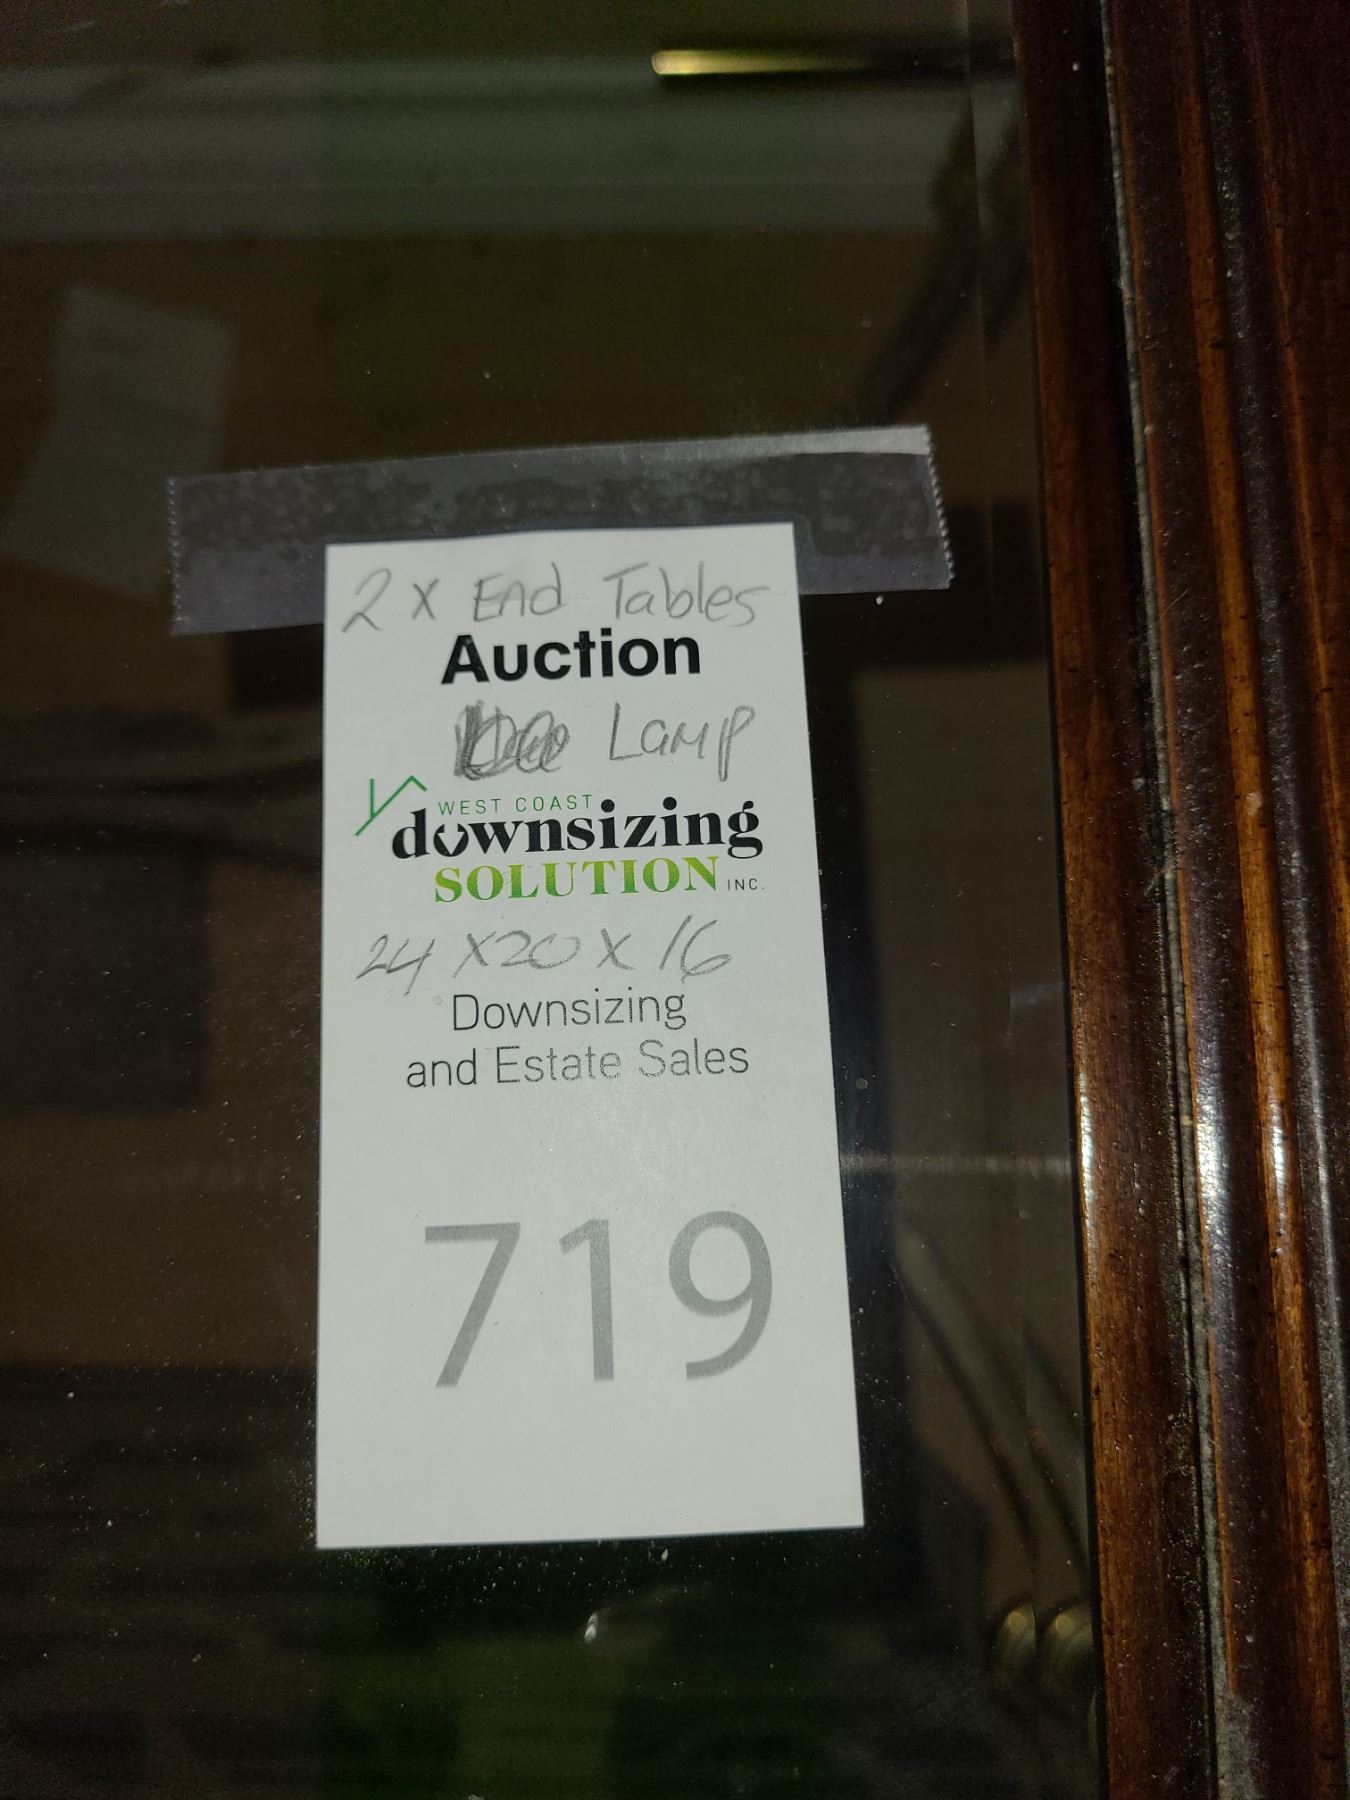 2 x End Tables
Auction
Lamp
WEST COAST
downsizing
SOLUTION INC.
24 x 20 x 16
Downsizing
and Estate Sales
719